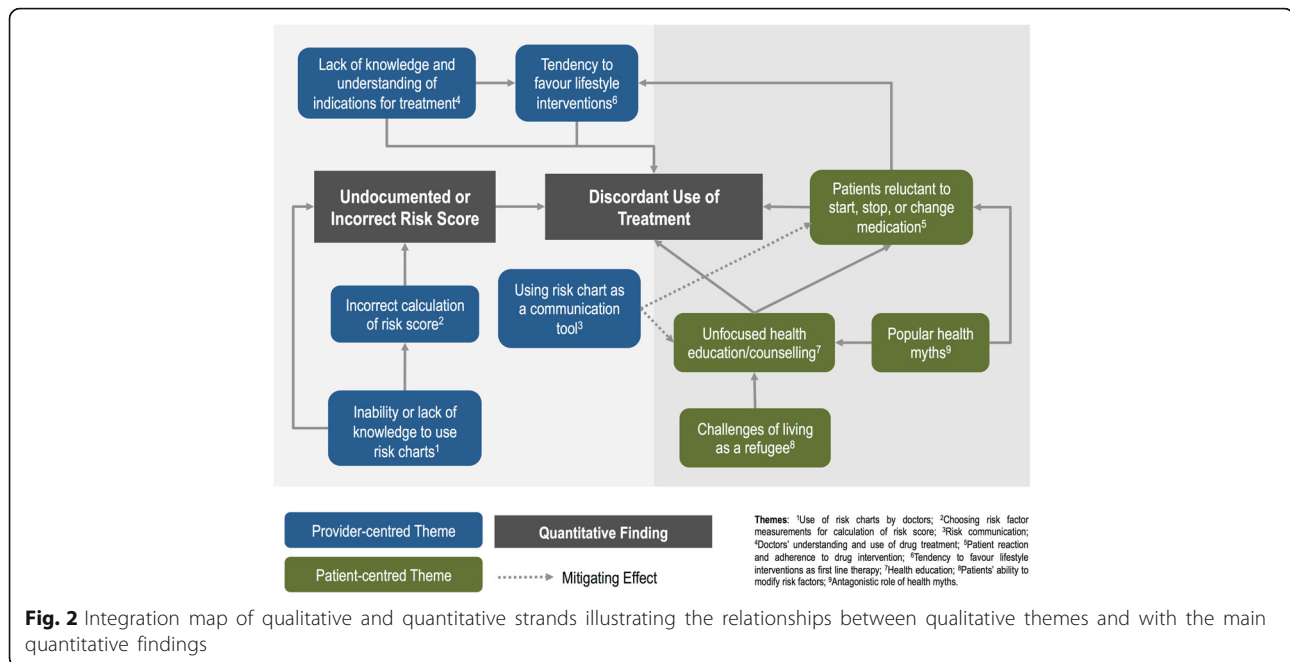 Lack of knowledge and
understanding of
indications for treatment⁴
Tendency to
favour lifestyle
interventions⁶
Undocumented or
Incorrect Risk Score
Discordant Use of
Treatment
Patients reluctant to
start, stop, or change
medication⁵
Incorrect calculation
of risk score²
Using risk chart as
a communication
tool³
Unfocused health
education/counselling⁷
Popular health
myths⁹
Inability or lack of
knowledge to use
risk charts¹
Challenges of living
as a refugee⁸
Provider-centred Theme
Quantitative Finding
Patient-centred Theme
Mitigating Effect
Themes: ¹Use of risk charts by doctors; ²Choosing risk factor
measurements for calculation of risk score; ³Risk communication;
⁴Doctors' understanding and use of drug treatment; ⁵Patient reaction
and adherence to drug intervention; ⁶Tendency to favour lifestyle
interventions as first line therapy; ⁷Health education; ⁸Patients' ability to
modify risk factors; ⁹Antagonistic role of health myths.
Fig. 2 Integration map of qualitative and quantitative strands illustrating the relationships between qualitative themes and with the main
quantitative findings